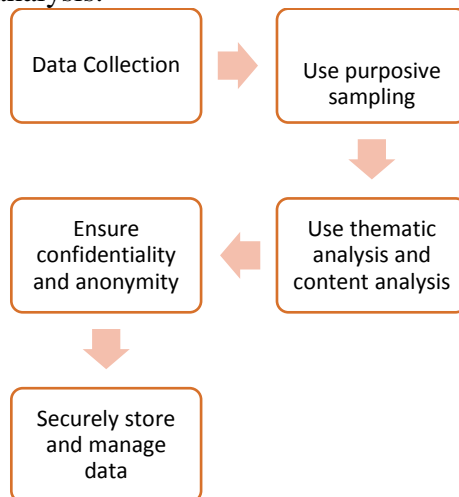 analysis.
Data Collection
Use purposive
sampling
Use thematic
analysis and
content analysis
Ensure
confidentiality
and anonymity
Securely store
and manage
data